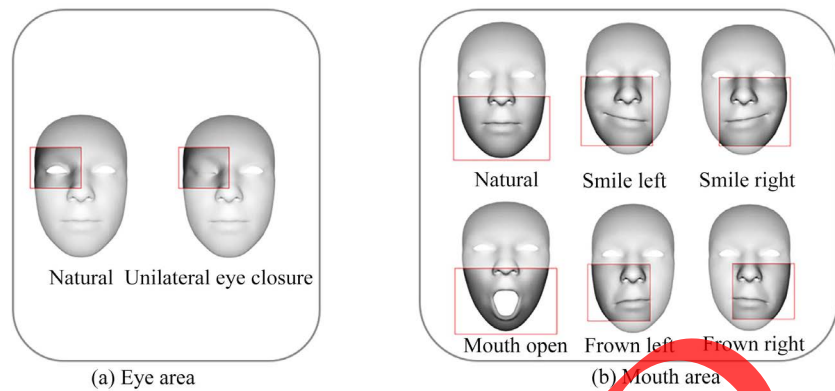 Natural
Unilateral eye closure
(a) Eye area
Natural
Smile left
Smile right
Mouth open
Frown left
Frown right
(b) Mouth area